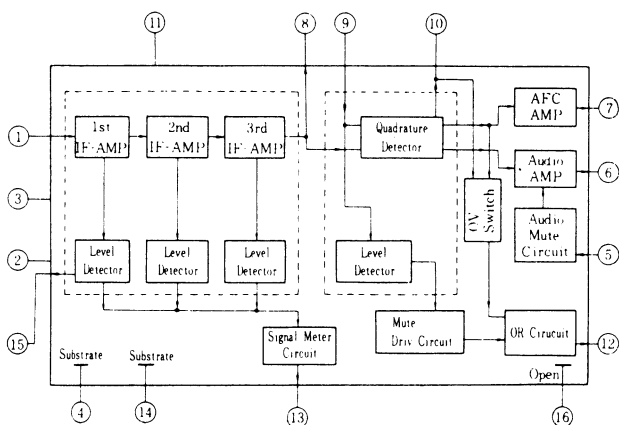 11
8
9
10
1st
IF-AMP
2nd
IF-AMP
3rd
IF-AMP
Quadrature
Detector
AFC
AMP
7
1
Audio
AMP
6
3
OV
Switch
Audio
Mute
Circuit
5
2
Level
Detector
Level
Detector
Level
Detector
Level
Detector
15
Signal Meter
Circuit
Mute
Driv Circuit
OR Cirucuit
12
Substrate
Substrate
Open
4
14
13
16